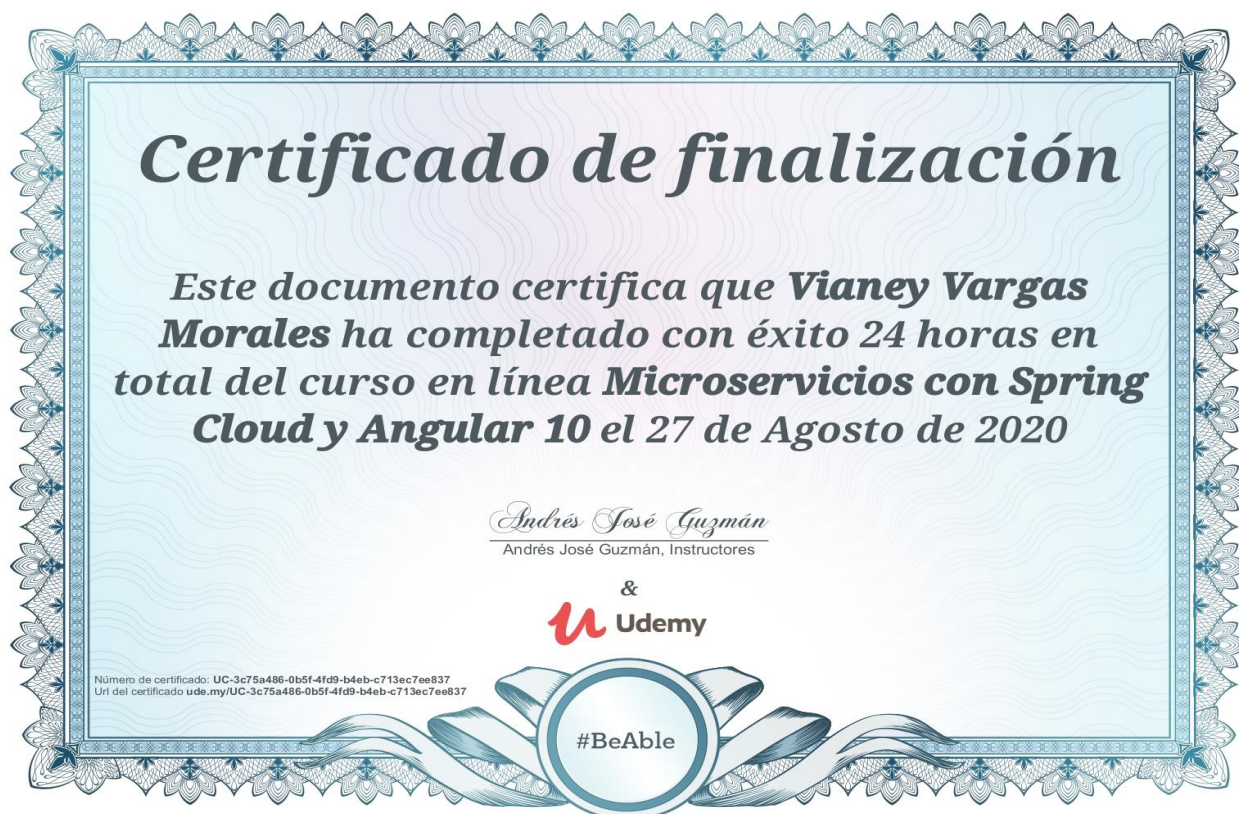 Certificado de finalización
Este documento certifica que Vianey Vargas
Morales ha completado con éxito 24 horas en
total del curso en línea Microservicios con Spring
Cloud y Angular 10 el 27 de Agosto de 2020
Andrés José Guzmán
Andrés José Guzmán, Instructores
&
Udemy
Número de certificado: UC-3c75a486-0b5f-4fd9-b4eb-c713ec7ee837
Url del certificado ude.my/UC-3c75a486-0b5f-4fd9-b4eb-c713ec7ee837
#BeAble